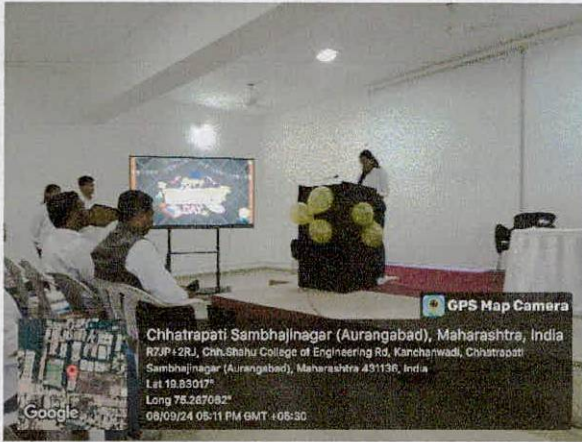 DAY
GPS Map Camera
Chhatrapati Sambhajinagar (Aurangabad), Maharashtra, India
R7JP+2RJ, Chh.Shahu College of Engineering Rd, Kanchanwadi, Chhatrapati
Sambhajinagar (Aurangabad), Maharashtra 431136, India
Lat 19.83017°
Long 75.287082°
08/09/24 05:11 PM GMT +05:30
Google